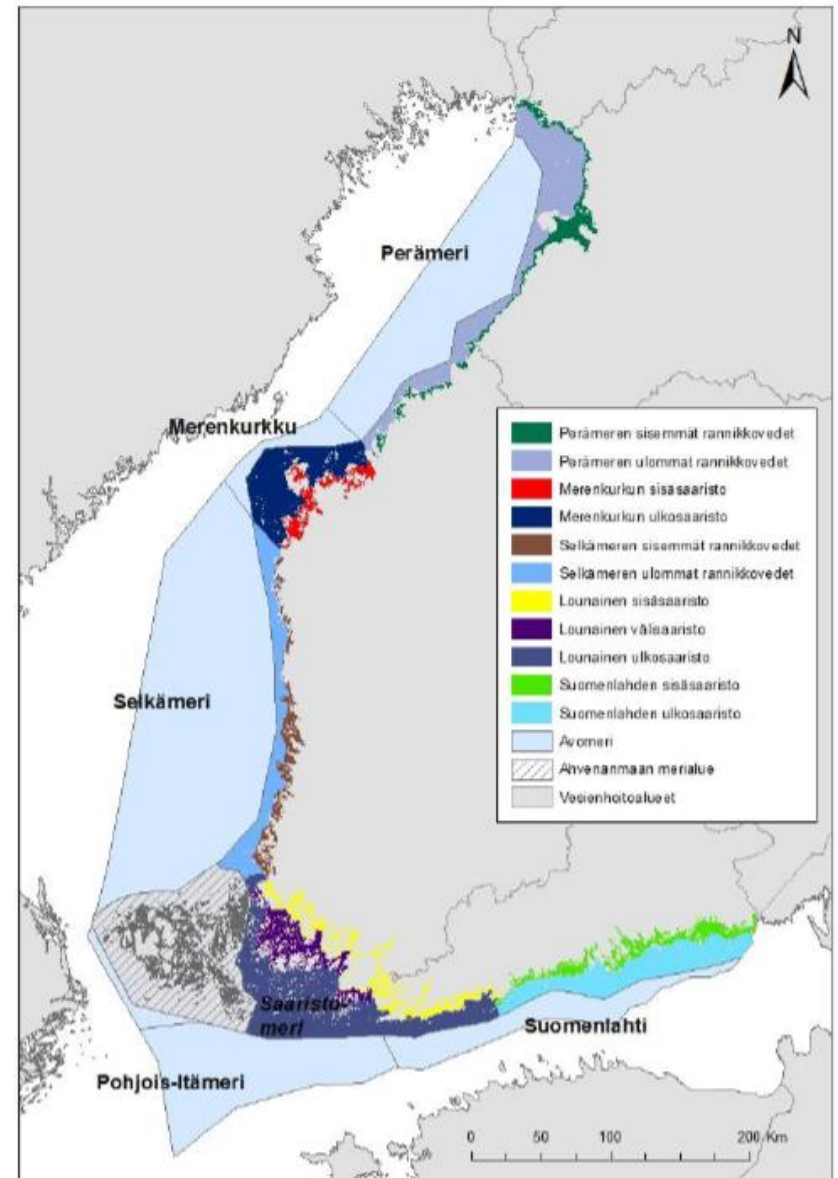 N
Perämeri
Merenkurkku
Selkämeri
Saaristo-
meri
Suomenlahti
Pohjois-Itämeri
Perämeren sisemmät rannikkovedet
Perämeren ulommat rannikkovedet
Merenkurkun sisäsaaristo
Merenkurkun ulkosaaristo
Selkämeren sisemmät rannikkovedet
Selkämeren ulommat rannikkovedet
Lounainen sisäsaaristo
Lounainen välisaaristo
Lounainen ulkosaaristo
Suomenlahden sisäsaaristo
Suomenlahden ulkosaaristo
Avomeri
Ahvenanmaan merialue
Vesienhoitoalueet
0 50 100 200 Km